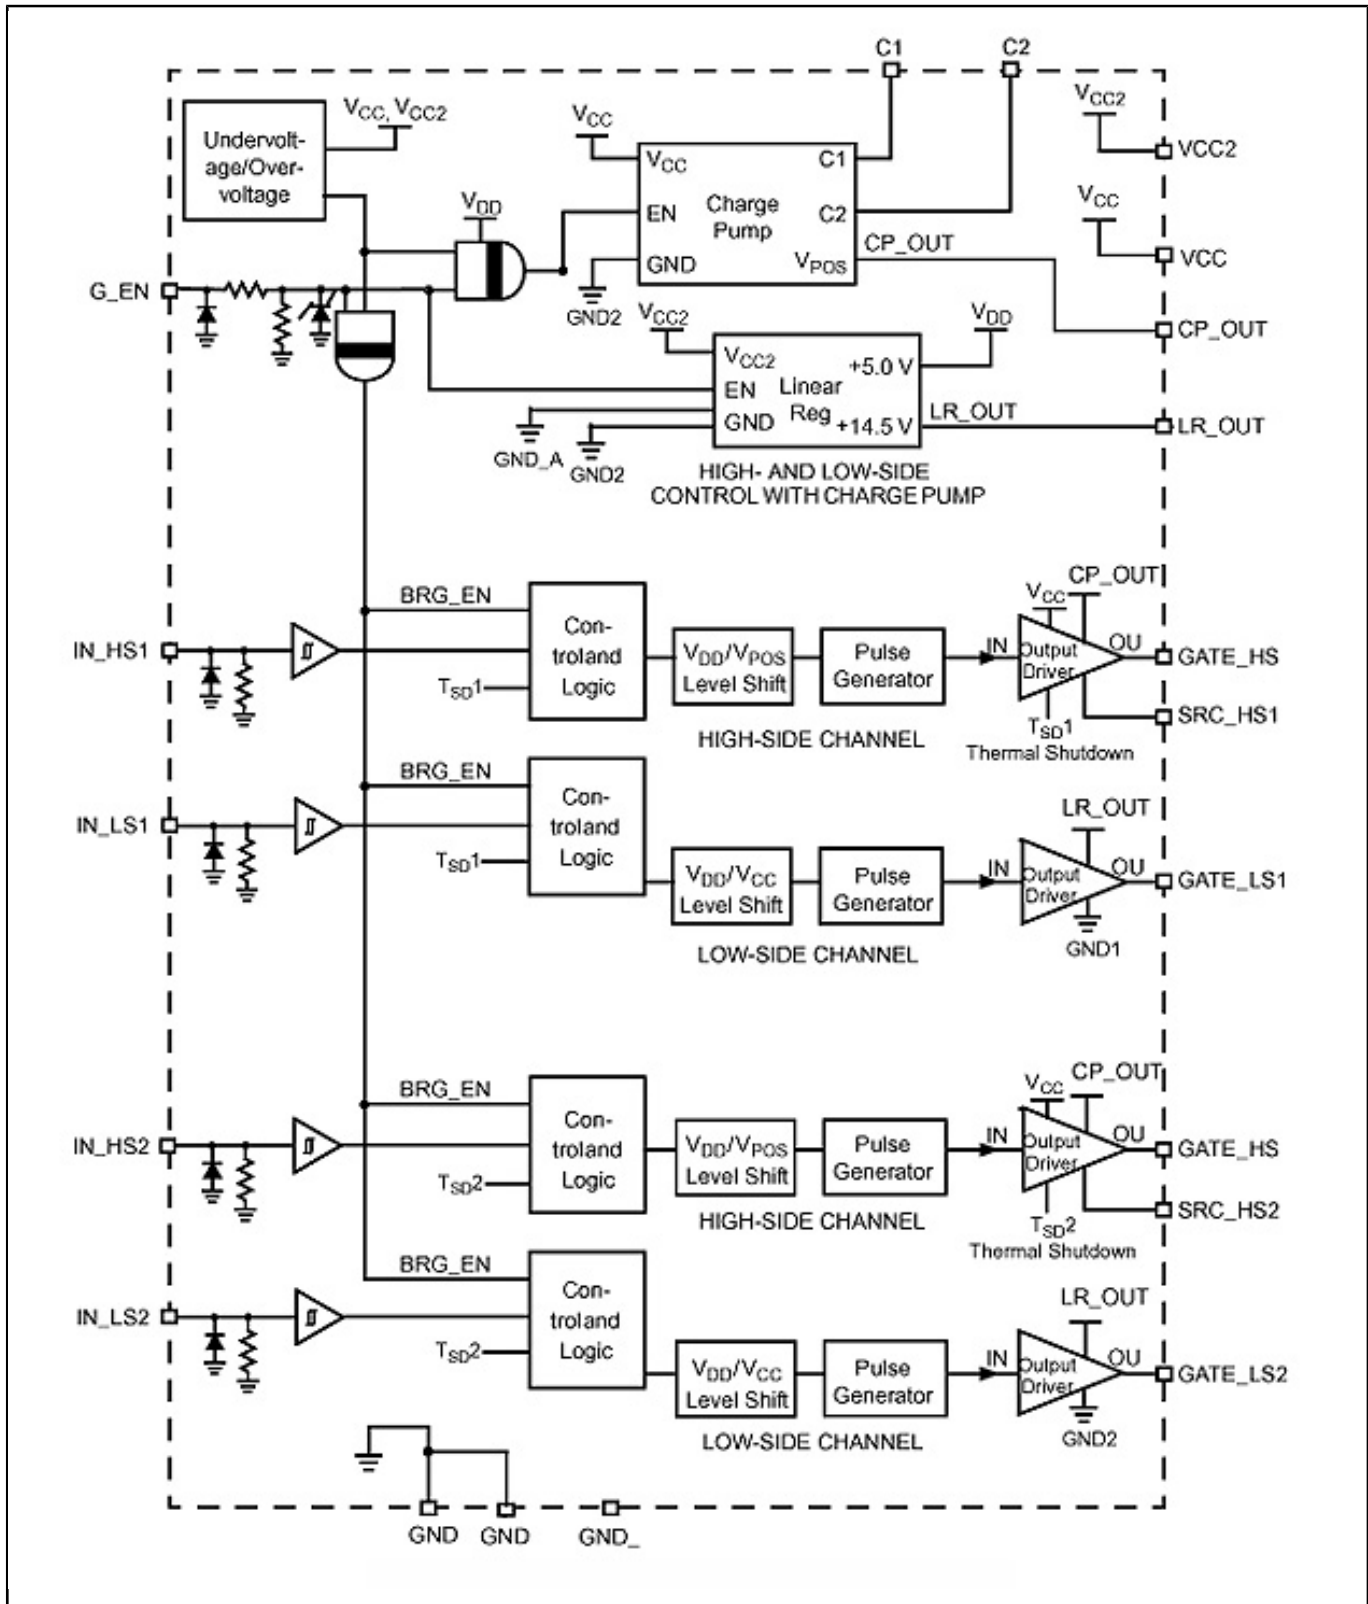 C1
C2
Undervolt-
age/Over-
voltage
VCC, VCC2
VCC
VCC2
VCC2
VCC
VCC
VDD
VCC
EN
GND
Charge
Pump
C1
C2
VPOS
CP_OUT
GND2
G_EN
CP_OUT
VCC2
VDD
VCC2
EN
GND
Linear
Reg
+5.0 V
+14.5 V
LR_OUT
LR_OUT
GND_A
GND2
HIGH- AND LOW-SIDE
CONTROL WITH CHARGE PUMP
IN_HS1
BRG_EN
TSD1
Con-
troland
Logic
VDD/VPOS
Level Shift
Pulse
Generator
IN
VCC
CP_OUT
Output
Driver
OU
GATE_HS
SRC_HS1
TSD1
Thermal Shutdown
HIGH-SIDE CHANNEL
IN_LS1
BRG_EN
TSD1
Con-
troland
Logic
VDD/VCC
Level Shift
Pulse
Generator
IN
LR_OUT
Output
Driver
OU
GATE_LS1
GND1
LOW-SIDE CHANNEL
IN_HS2
BRG_EN
TSD2
Con-
troland
Logic
VDD/VPOS
Level Shift
Pulse
Generator
IN
VCC
CP_OUT
Output
Driver
OU
GATE_HS
SRC_HS2
TSD2
Thermal Shutdown
HIGH-SIDE CHANNEL
IN_LS2
BRG_EN
TSD2
Con-
troland
Logic
VDD/VCC
Level Shift
Pulse
Generator
IN
LR_OUT
Output
Driver
OU
GATE_LS2
GND2
LOW-SIDE CHANNEL
GND
GND
GND_